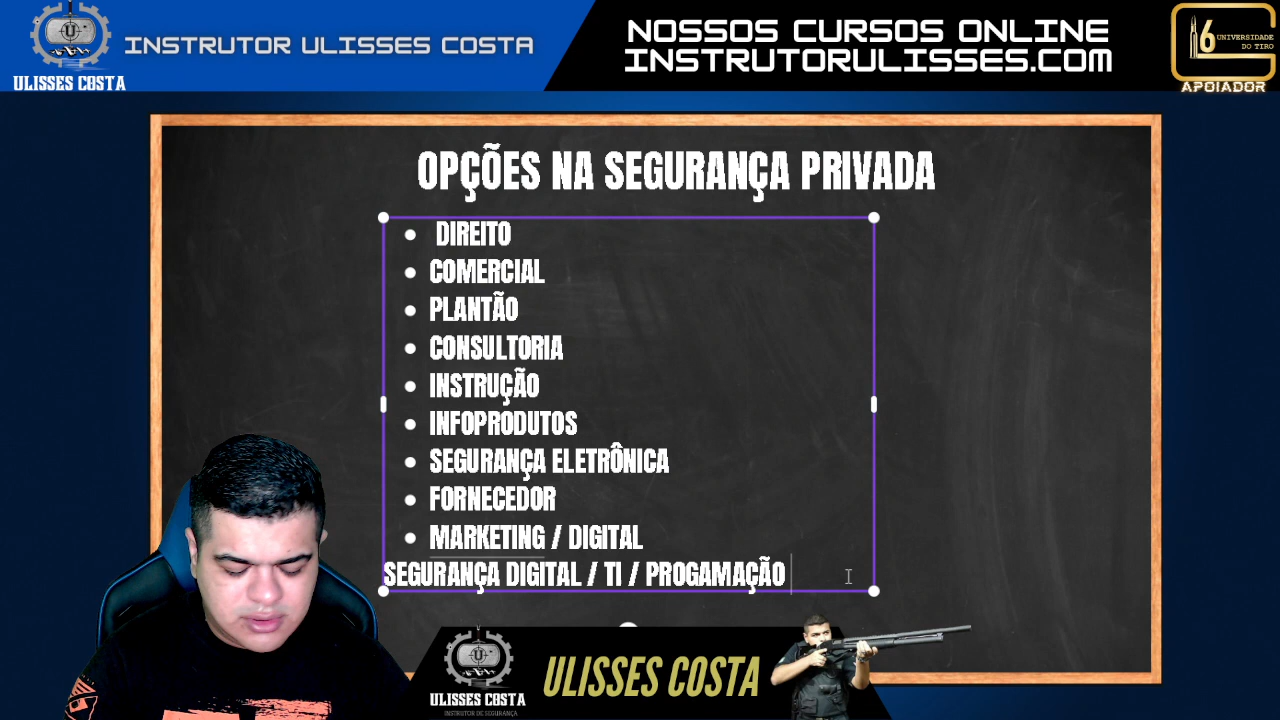 INSTRUTOR ULISSES COSTA
ULISSES COSTA
NOSSOS CURSOS ONLINE
INSTRUTORULISSES.COM
G16 UNIVERSIDADE
DO TIRO
APOIADOR
OPÇÕES NA SEGURANÇA PRIVADA
DIREITO
COMERCIAL
PLANTÃO
CONSULTORIA
INSTRUÇÃO
INFOPRODUTOS
SEGURANÇA ELETRÔNICA
FORNECEDOR
MARKETING / DIGITAL
SEGURANÇA DIGITAL / TI / PROGAMAÇÃO
ULISSES COSTA
INSTRUTOR DE SEGURANÇA
ULISSES COSTA